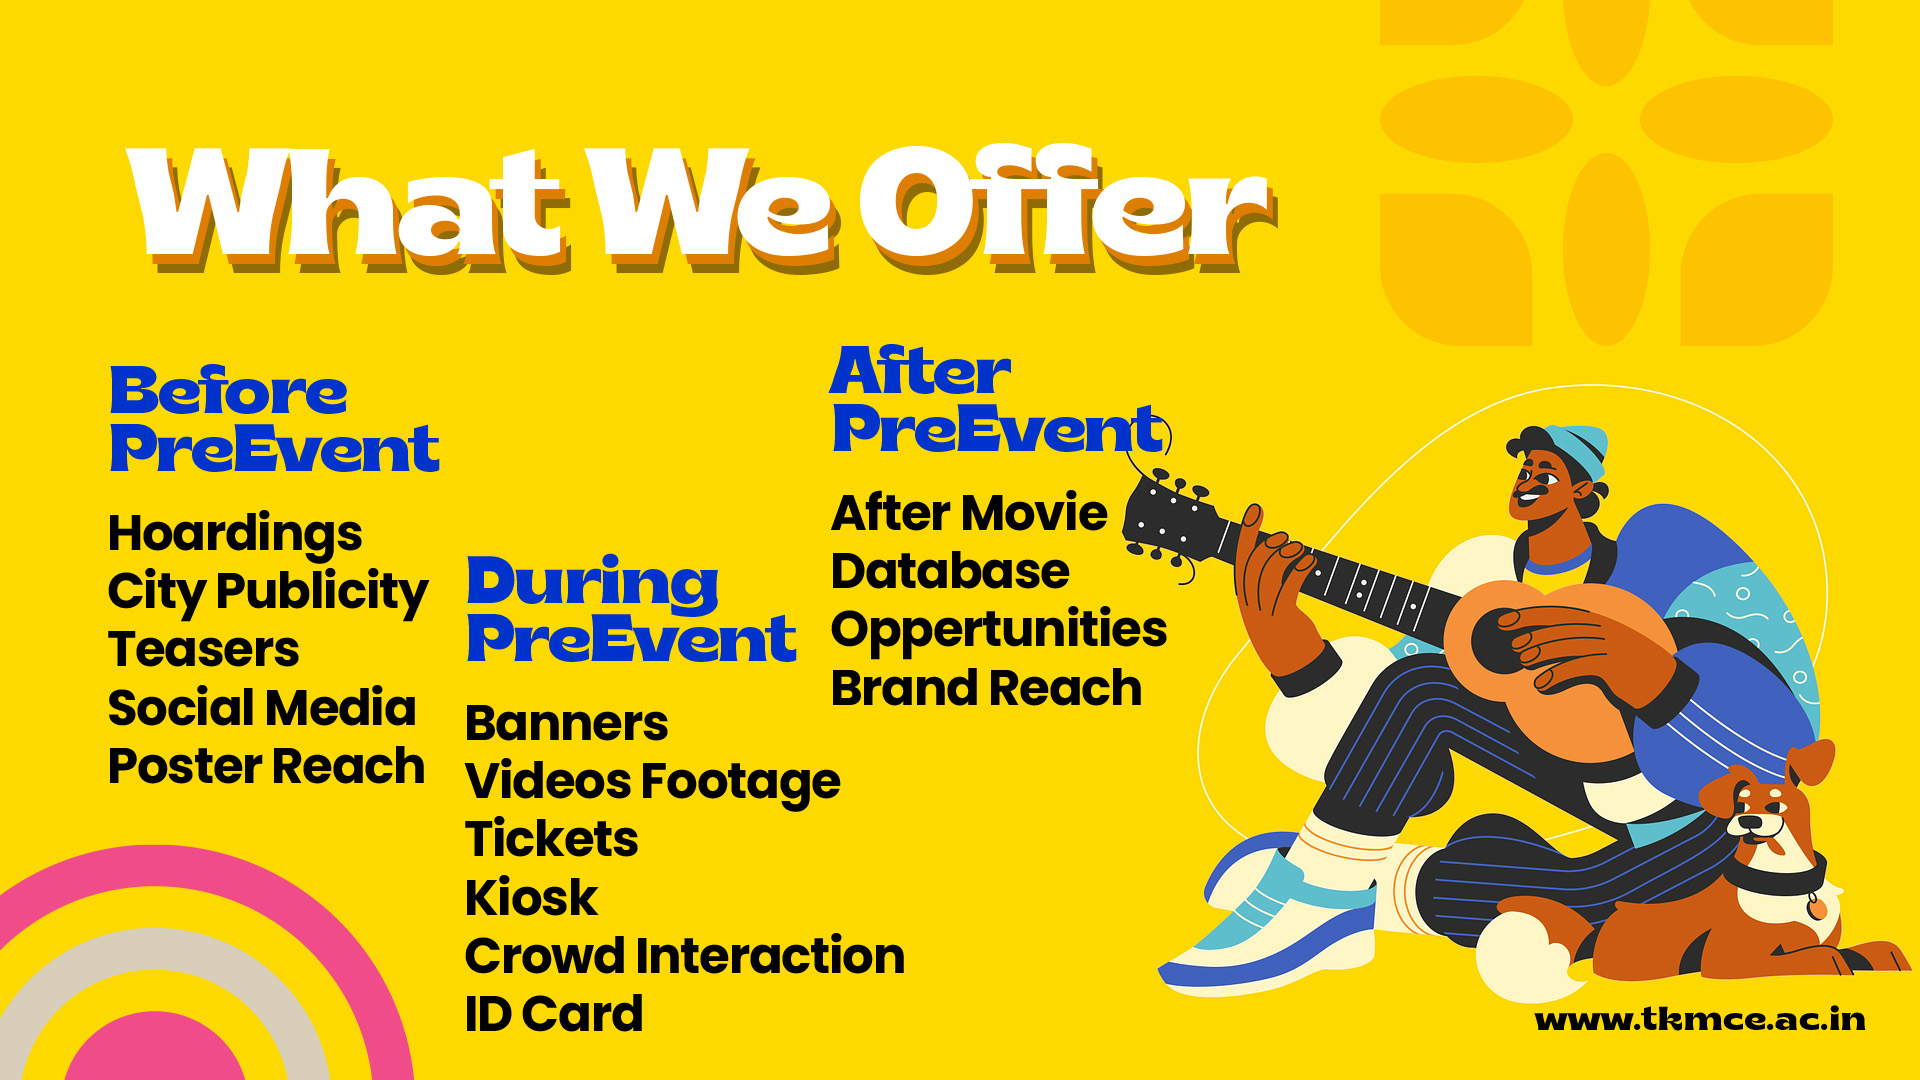 What We Offer
Before
PreEvent
Hoardings
City Publicity
Teasers
Social Media
Poster Reach
During
PreEvent
Banners
Videos Footage
Tickets
Kiosk
Crowd Interaction
ID Card
After
PreEvent
After Movie
Database
Oppertunities
Brand Reach
www.tkmce.ac.in